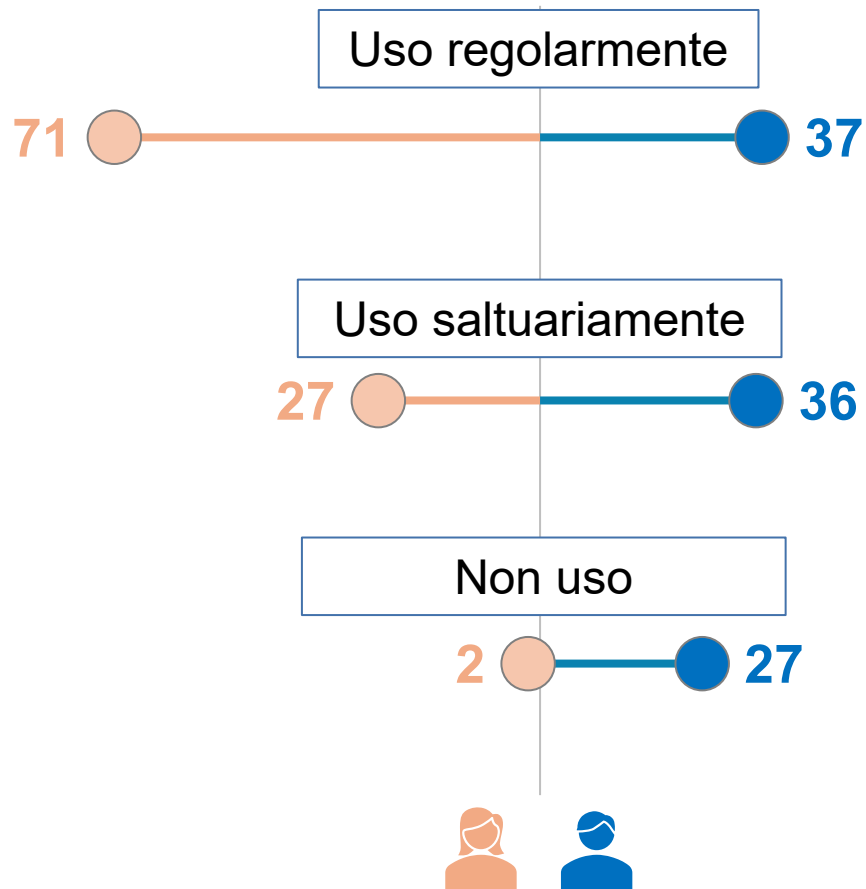 Uso regolarmente
71 37
Uso saltuariamente
27 36
Non uso
2 27